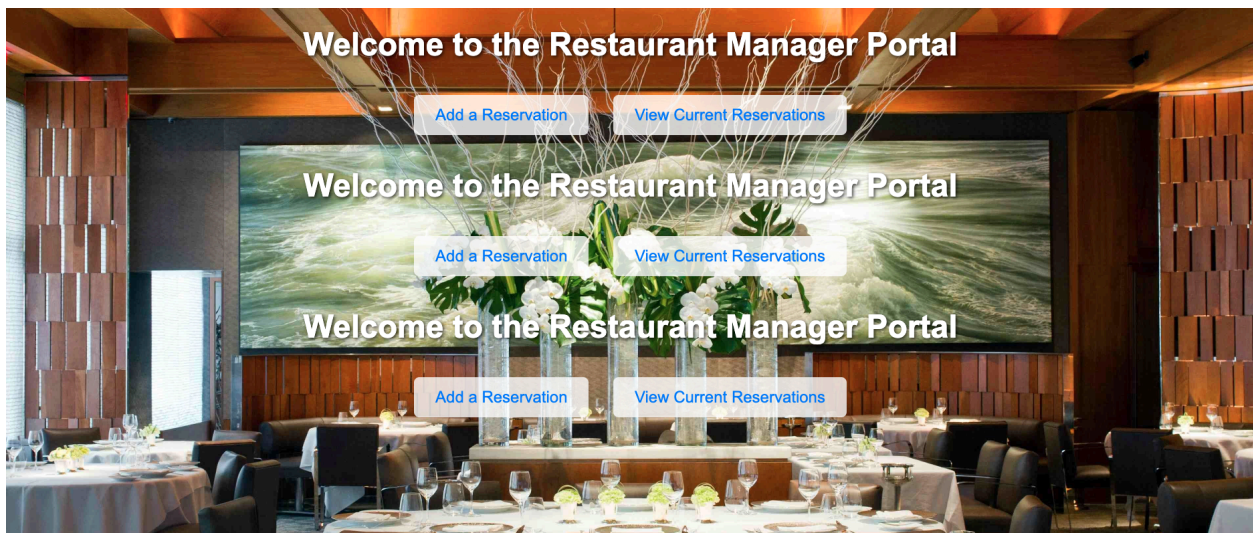 Welcome to the Restaurant Manager Portal
Add a Reservation View Current Reservations
Welcome to the Restaurant Manager Portal
Add a Reservation View Current Reservations
Welcome to the Restaurant Manager Portal
Add a Reservation View Current Reservations